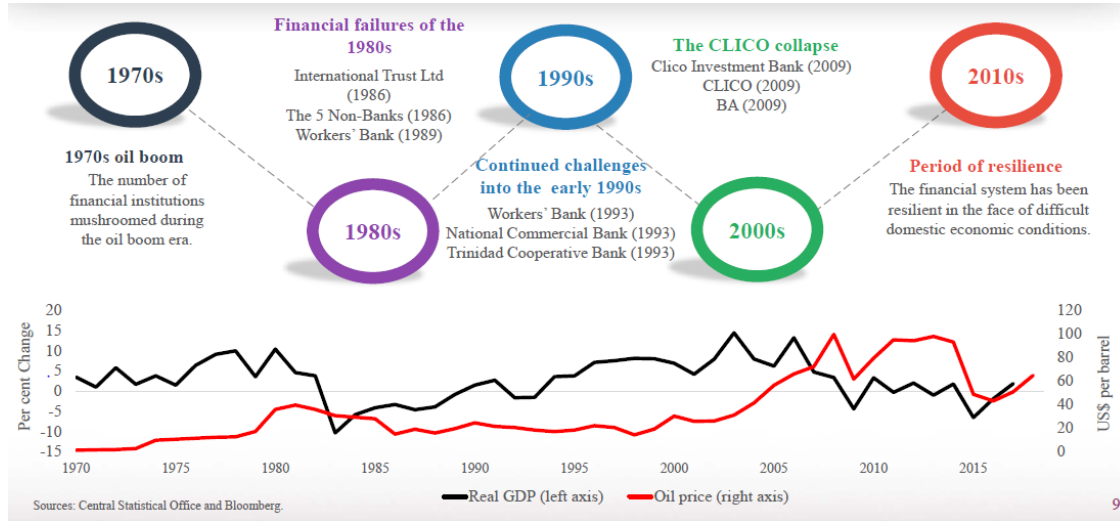 1970s
1970s oil boom
The number of
financial institutions
mushroomed during
the oil boom era.
Financial failures of the
1980s
International Trust Ltd
(1986)
The 5 Non-Banks (1986)
Workers’ Bank (1989)
1980s
1990s
Continued challenges
into the early 1990s
Workers’ Bank (1993)
National Commercial Bank (1993)
Trinidad Cooperative Bank (1993)
The CLICO collapse
Clico Investment Bank (2009)
CLICO (2009)
BA (2009)
2000s
2010s
Period of resilience
The financial system has been
resilient in the face of difficult
domestic economic conditions.
Per cent Change
20
15
10
5
0
-5
-10
-15
120
100
80
60
40
20
0
US$ per barrel
1970 1975 1980 1985 1990 1995 2000 2005 2010 2015
Real GDP (left axis) Oil price (right axis)
Sources: Central Statistical Office and Bloomberg.
9